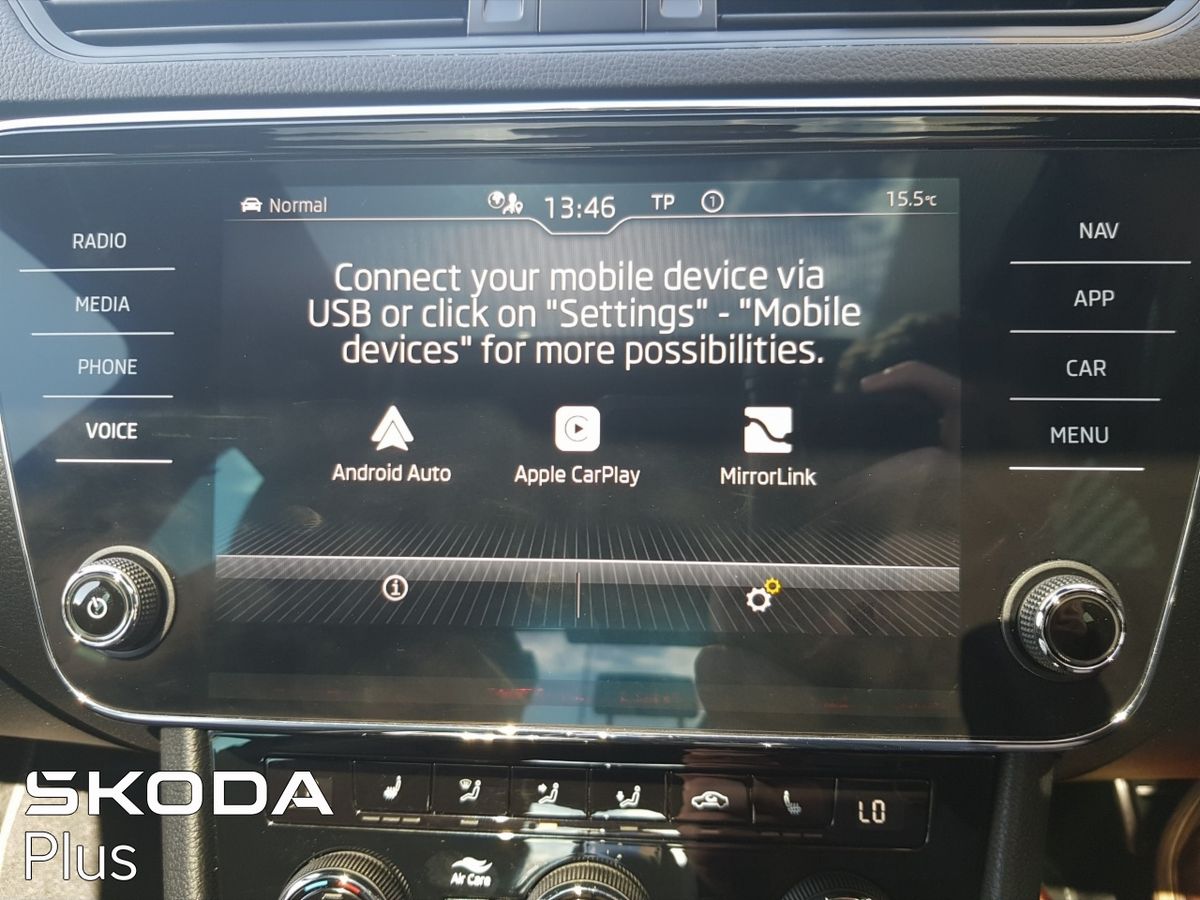 Normal
13:46
TP
1
15.5°C
RADIO
MEDIA
PHONE
VOICE
NAV
APP
CAR
MENU
Connect your mobile device via
USB or click on "Settings" - "Mobile
devices" for more possibilities.
Android Auto
Apple CarPlay
MirrorLink
LO
Air Care
ŠKODA
Plus